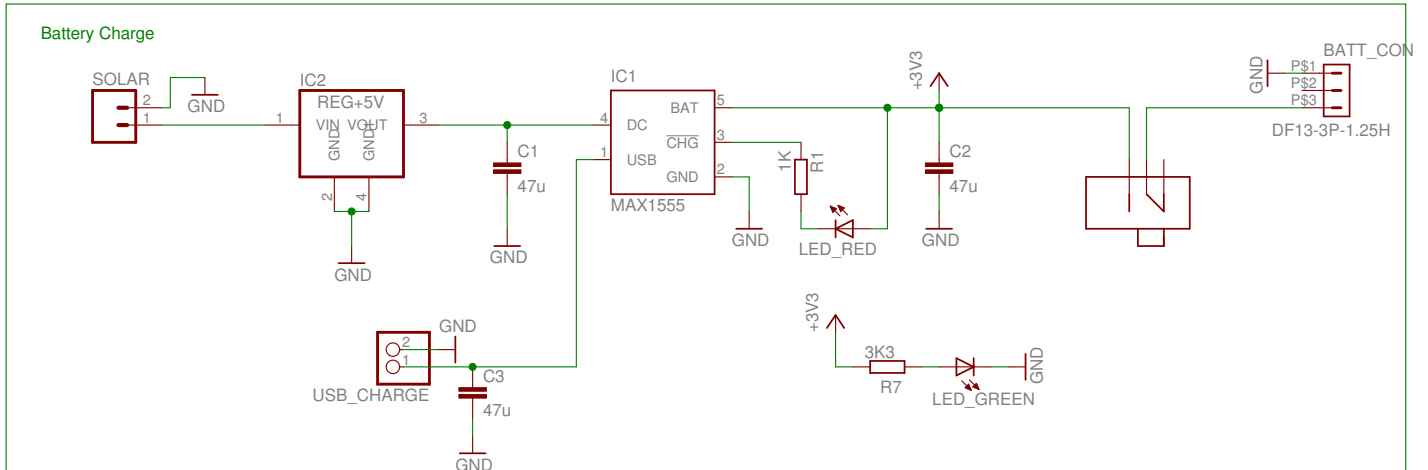 Battery Charge
SOLAR
2
1
GND
IC2
REG+5V
VIN VOUT
GND
GND1
1
3
2
4
GND
C1
47u
GND
IC1
DC
USB
BAT
CHG
GND
4
1
5
3
2
MAX1555
GND
1K
R1
LED_RED
+3V3
C2
47u
GND
BATT_CON
GND
P$1
P$2
P$3
DF13-3P-1.25H
GND
2
1
USB_CHARGE
C3
47u
GND
+3V3
3K3
R7
LED_GREEN
GND